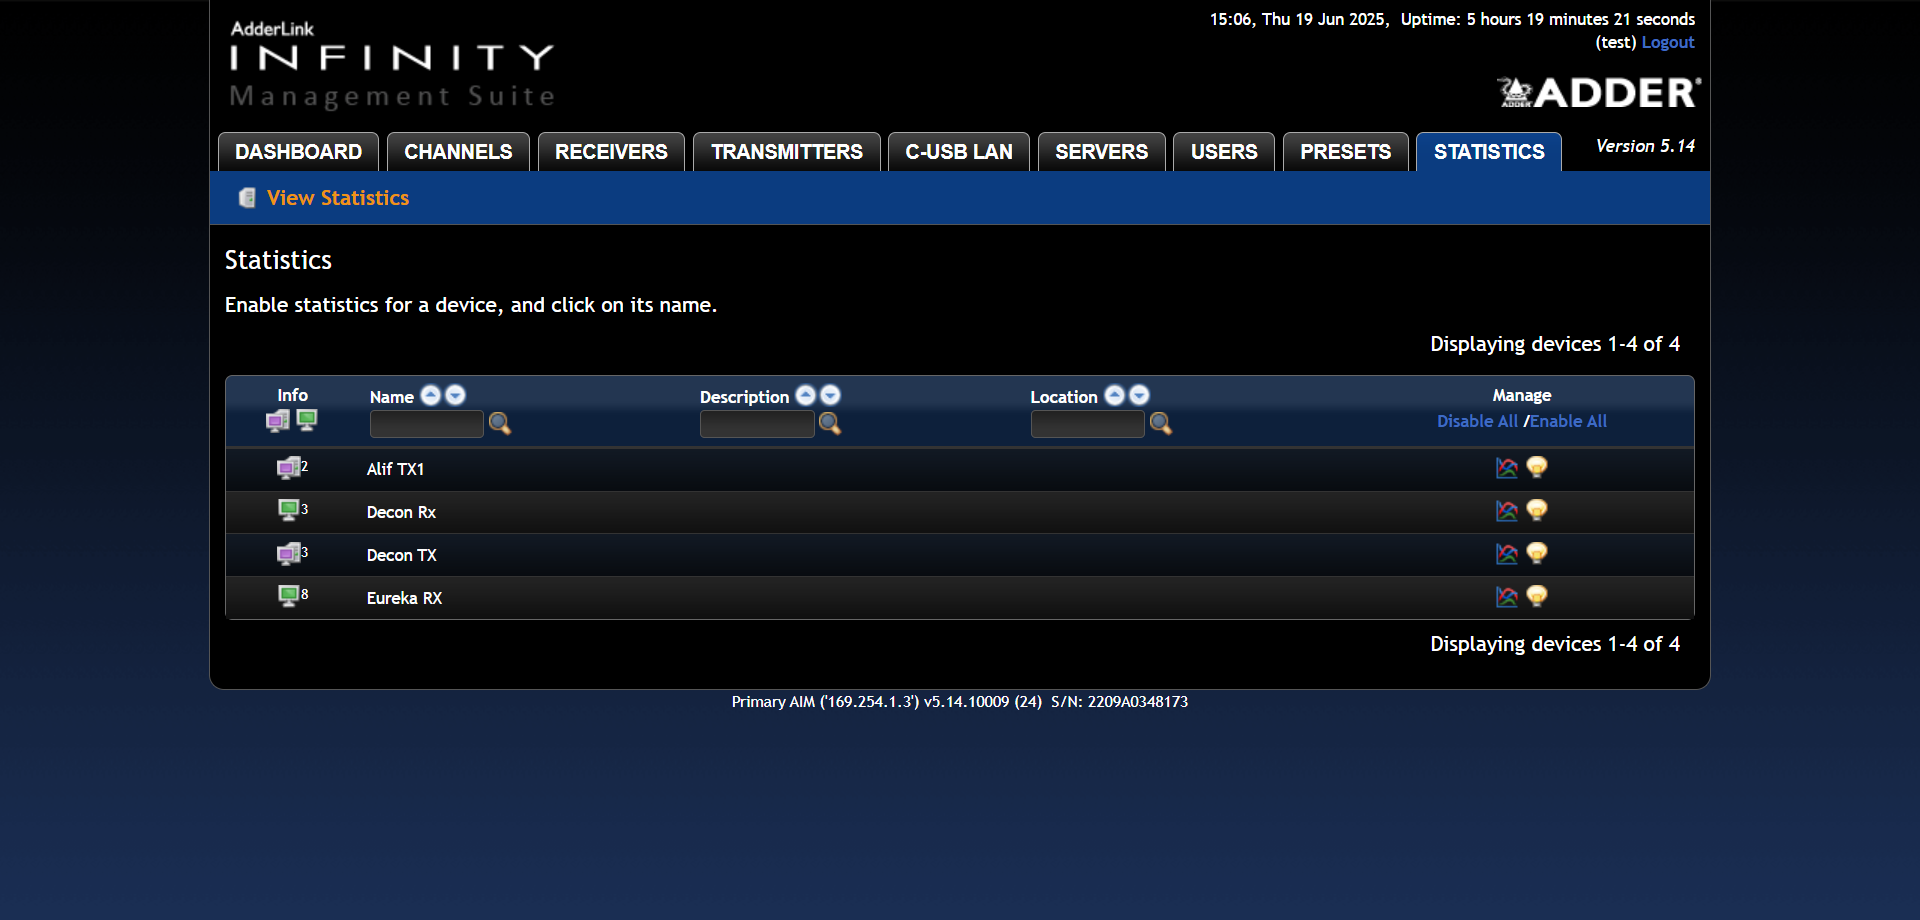 15:06, Thu 19 Jun 2025, Uptime: 5 hours 19 minutes 21 seconds
(test) Logout
AdderLink
INFINITY
Management Suite
ADDER ADDER®
DASHBOARD CHANNELS RECEIVERS TRANSMITTERS C-USB LAN SERVERS USERS PRESETS STATISTICS Version 5.14
View Statistics
Statistics
Enable statistics for a device, and click on its name.
Displaying devices 1-4 of 4
Info Name Description Location Manage
Disable All /Enable All
2 Alif TX1
3 Decon Rx
3 Decon TX
8 Eureka RX
Displaying devices 1-4 of 4
Primary AIM ('169.254.1.3') v5.14.10009 (24) S/N: 2209A0348173